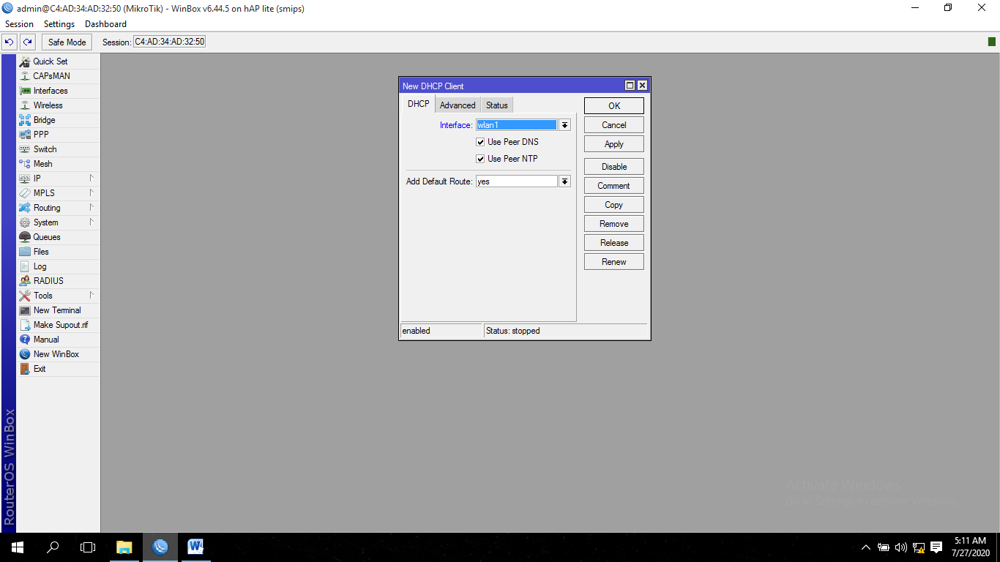 admin@C4:AD:34:AD:32:50 (MikroTik) - WinBox v6.44.5 on hAP lite (smips)
Session Settings Dashboard
Safe Mode Session: C4:AD:34:AD:32:50
Quick Set
CAPsMAN
Interfaces
Wireless
Bridge
PPP
Switch
Mesh
IP
MPLS
Routing
System
Queues
Files
Log
RADIUS
Tools
New Terminal
Make Supout.rif
Manual
New WinBox
Exit
RouterOS WinBox
New DHCP Client
DHCP Advanced Status
Interface: wlan1
Use Peer DNS
Use Peer NTP
Add Default Route: yes
OK
Cancel
Apply
Disable
Comment
Copy
Remove
Release
Renew
enabled Status: stopped
Activate Windows
Go to Settings to activate Windows.
5:11 AM
7/27/2020